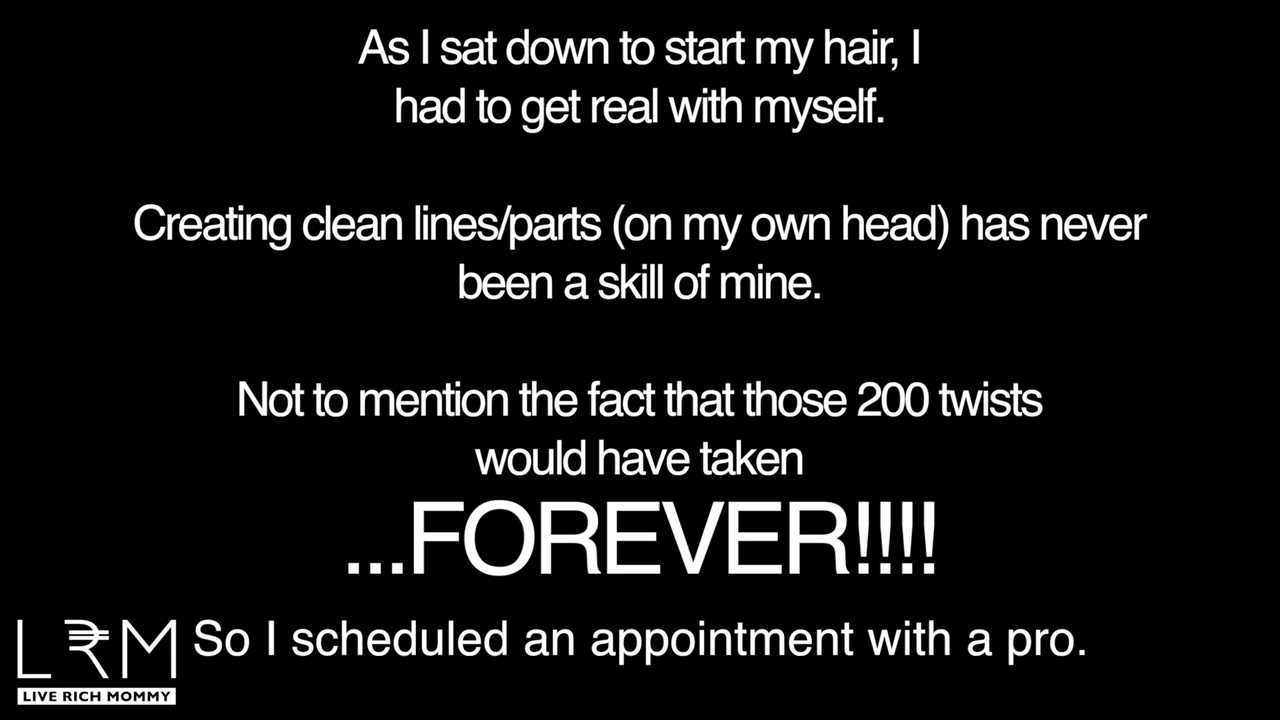 As I sat down to start my hair, I
had to get real with myself.
Creating clean lines/parts (on my own head) has never
been a skill of mine.
Not to mention the fact that those 200 twists
would have taken
...FOREVER!!!!
So I scheduled an appointment with a pro.
L₹M
LIVE RICH MOMMY